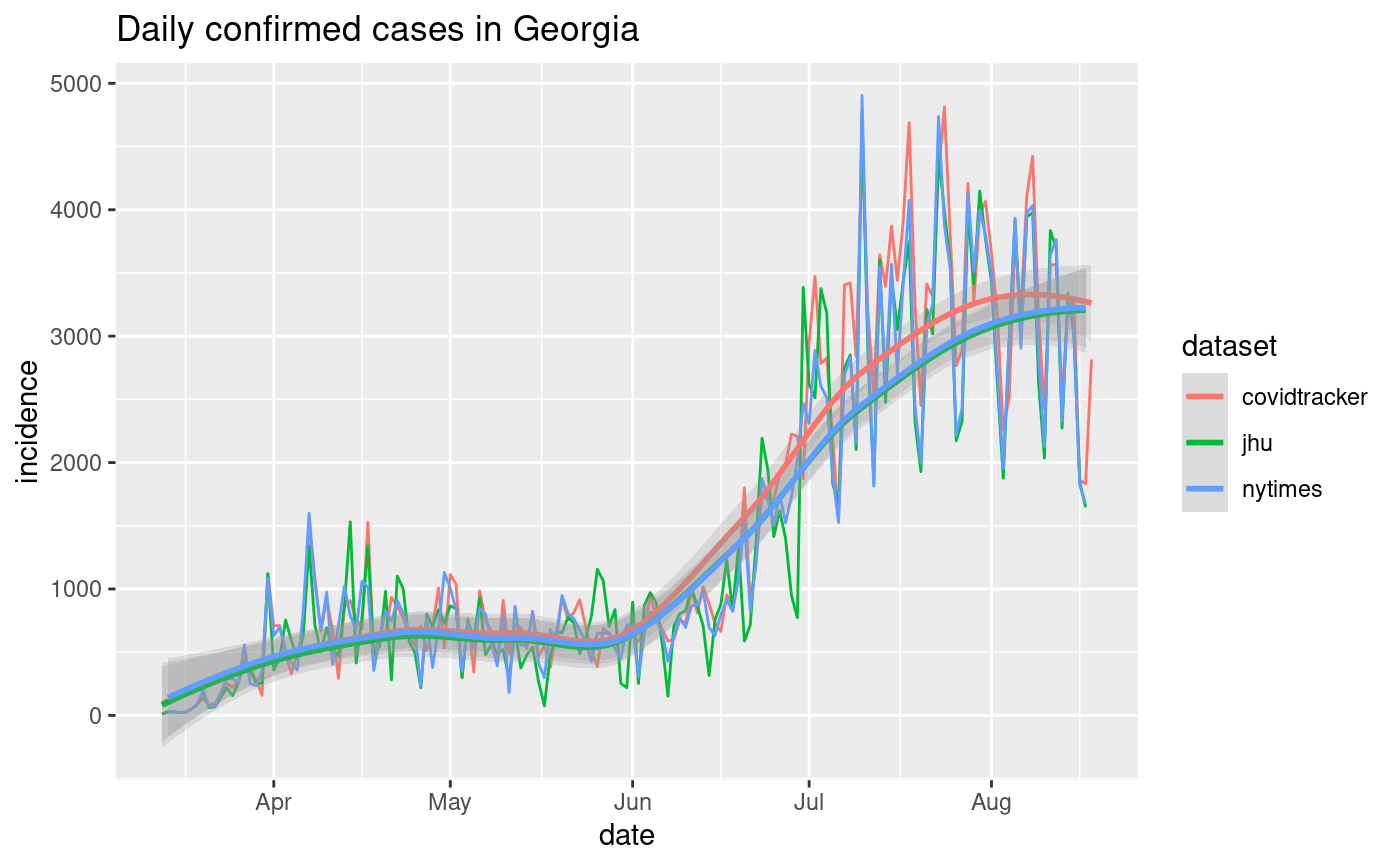 Daily confirmed cases in Georgia
5000
4000
3000
2000
1000
0
incidence
Apr May Jun Jul Aug
date
dataset
covidtracker
jhu
nytimes